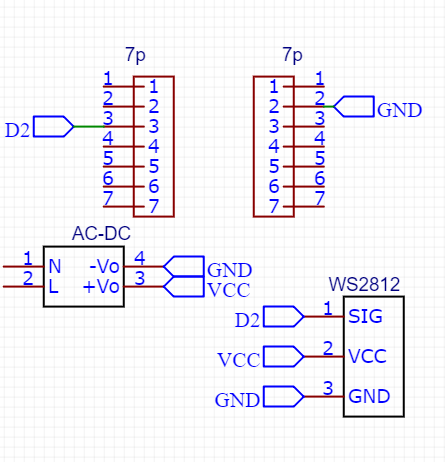 7p 7p
1 1 1 1
2 2 2 2 GND
D2 3 3 3 3
4 4 4 4
5 5 5 5
6 6 6 6
7 7 7 7
AC-DC
1 N -Vo 4 GND
2 L +Vo 3 VCC
WS2812
D2 1 SIG
VCC 2 VCC
GND 3 GND